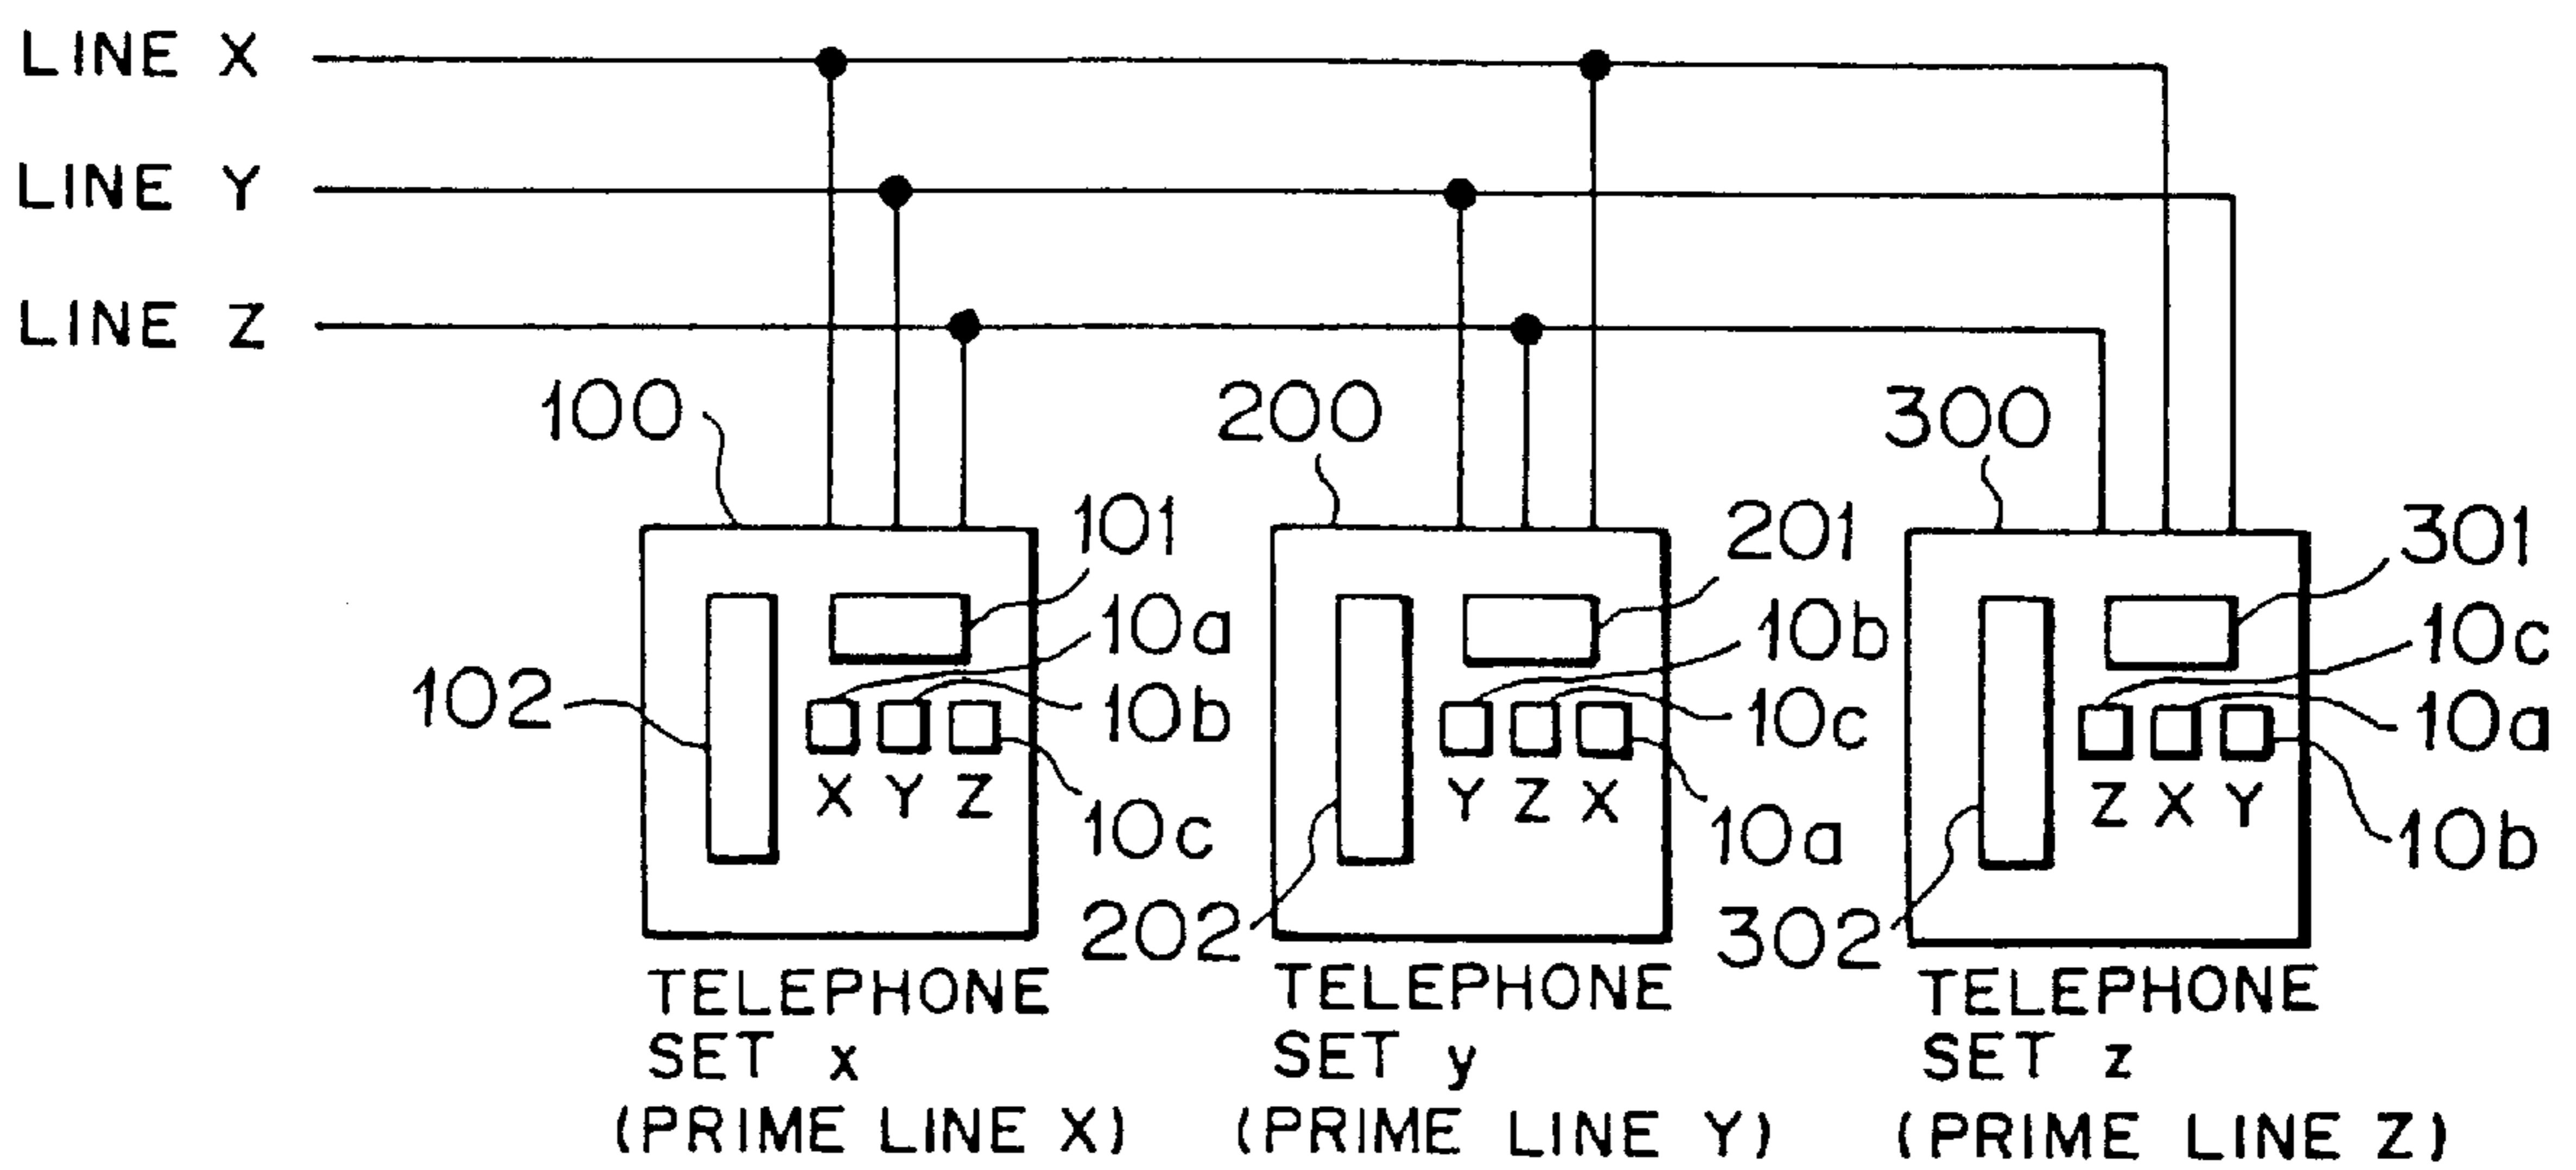 LINE X
LINE Y
LINE Z
100
200
300
101
201
301
10a
10b
10c
102
10b
10c
10a
X Y Z
Y Z X
Z X Y
10c
10a
10b
202
302
TELEPHONE
SET x
(PRIME LINE X)
TELEPHONE
SET y
(PRIME LINE Y)
TELEPHONE
SET z
(PRIME LINE Z)